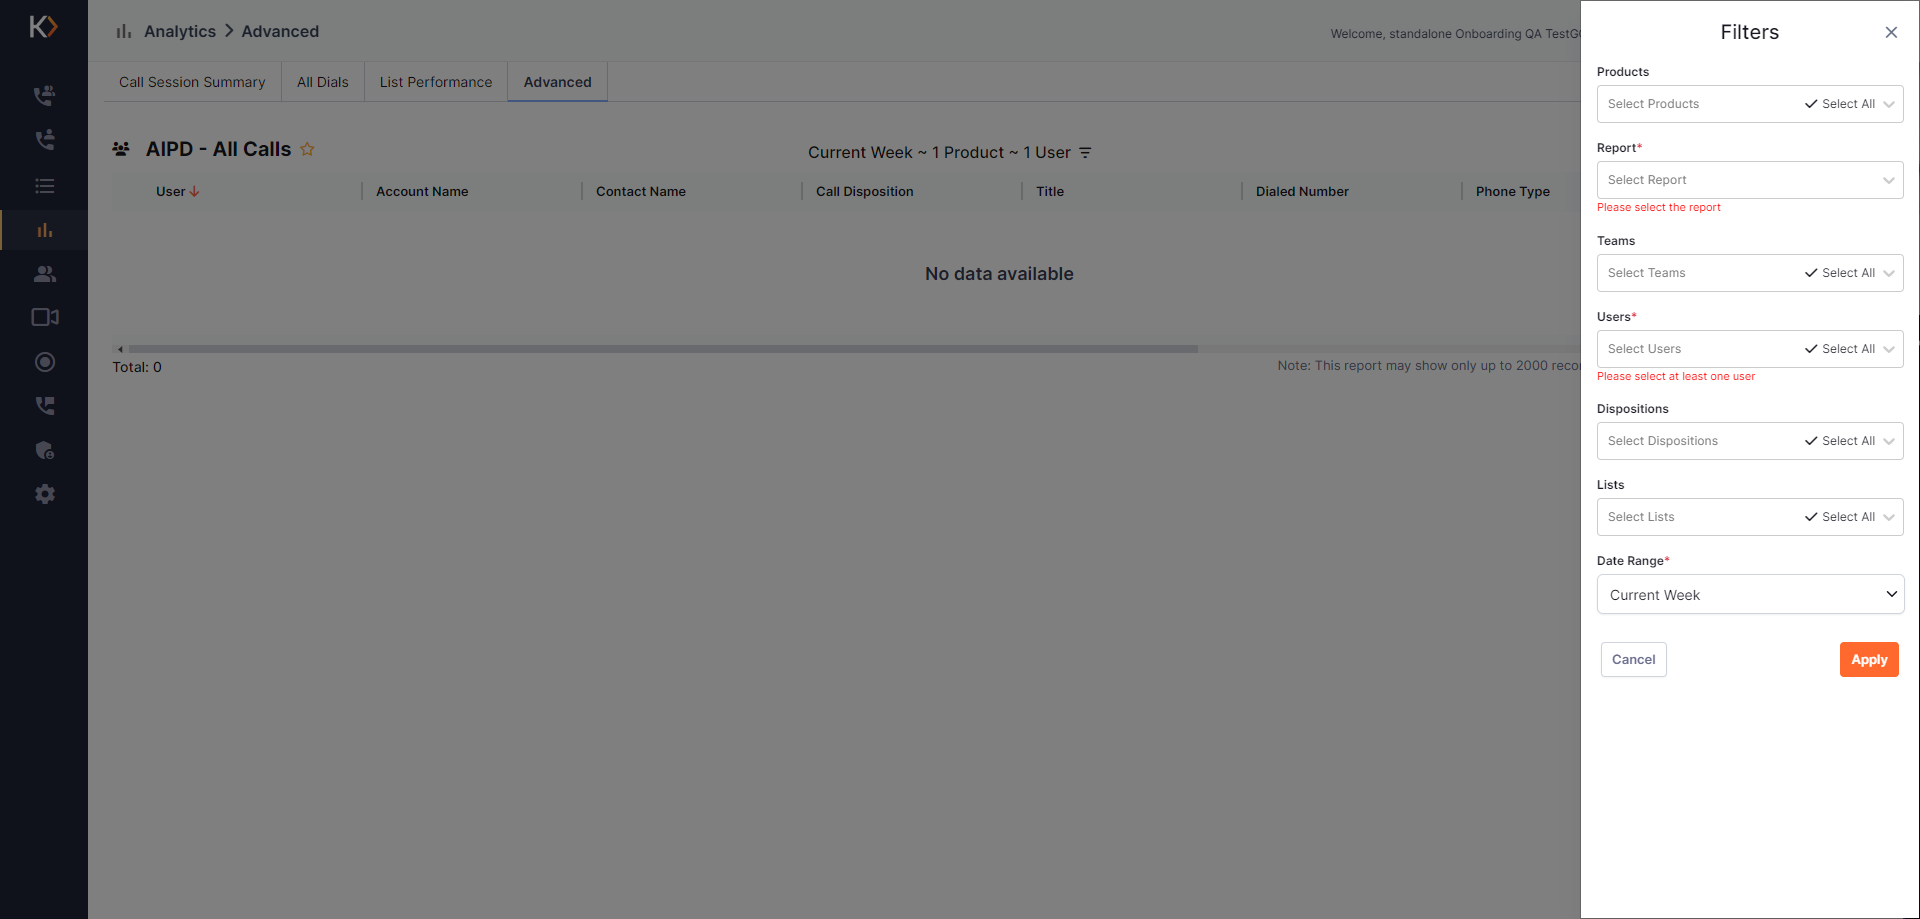 Analytics > Advanced
Welcome, standalone Onboarding QA
Call Session Summary
All Dials
List Performance
Advanced
AIPD - All Calls
Current Week ~ 1 Product ~ 1 User
User
Account Name
Contact Name
Call Disposition
Title
Dialed Number
Phone Type
No data available
Total: 0
Note: This report may show only up to 2000
Filters
Products
Select Products
Select All
Report*
Select Report
Please select the report
Teams
Select Teams
Select All
Users*
Select Users
Select All
Please select at least one user
Dispositions
Select Dispositions
Select All
Lists
Select Lists
Select All
Date Range*
Current Week
Cancel
Apply